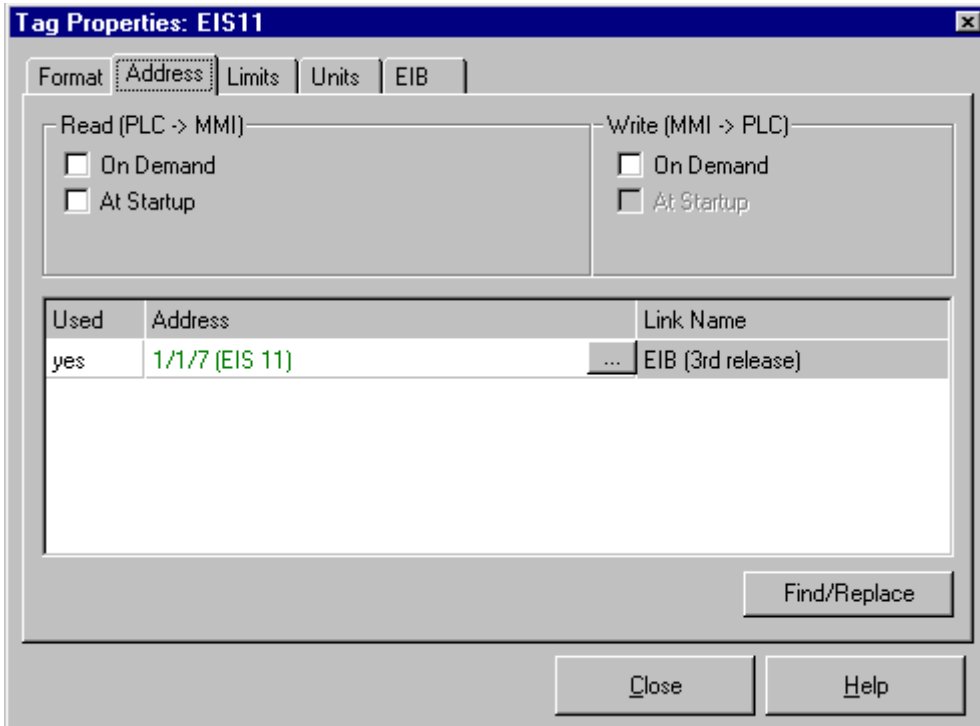 Tag Properties: EIS11
Format Address Limits Units EIB
Read (PLC -> MMI) Write (MMI -> PLC)
On Demand On Demand
At Startup At Startup
Used Address Link Name
yes 1/1/7 (EIS 11) ... EIB (3rd release)
Find/Replace
Close Help